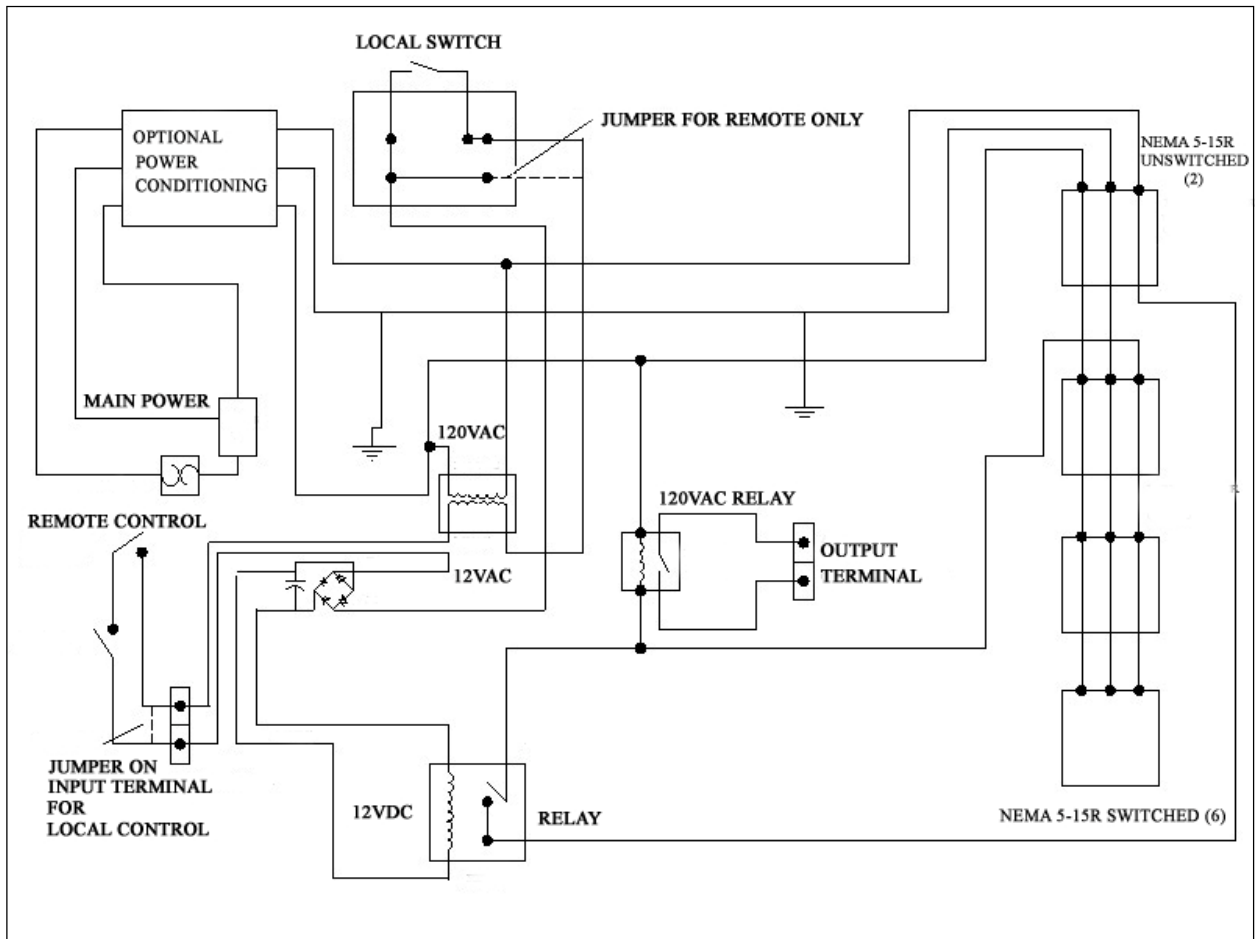 LOCAL SWITCH
JUMPER FOR REMOTE ONLY
OPTIONAL
POWER
CONDITIONING
NEMA 5-15R
UNSWITCHED
(2)
MAIN POWER
120VAC
REMOTE CONTROL
120VAC RELAY
12VAC
OUTPUT
TERMINAL
JUMPER ON
INPUT TERMINAL
FOR
LOCAL CONTROL
12VDC
RELAY
NEMA 5-15R SWITCHED (6)